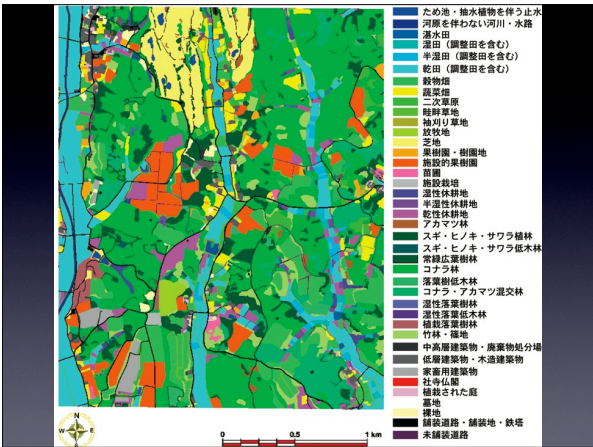 ため池・抽水植物を伴う止水
河原を伴わない河川・水路
湛水田
湿田（調整田を含む）
半湿田（調整田を含む）
乾田（調整田を含む）
穀物畑
蔬菜畑
二次草原
畦畔草地
袖刈り草地
放牧地
芝地
果樹園・樹園地
施設的果樹園
苗圃
施設栽培
湿性休耕地
半湿性休耕地
乾性休耕地
アカマツ林
スギ・ヒノキ・サワラ植林
スギ・ヒノキ・サワラ低木林
常緑広葉樹林
コナラ林
落葉樹低木林
コナラ・アカマツ混交林
湿性落葉樹林
湿性落葉低木林
植栽落葉樹林
竹林・篠地
中高層建築物・廃棄物処分場
低層建築物・木造建築物
家畜用建築物
社寺仏閣
植栽された庭
墓地
裸地
舗装道路・舗装地・鉄塔
未舗装道路
N
W E
S
0 0.5 1 km